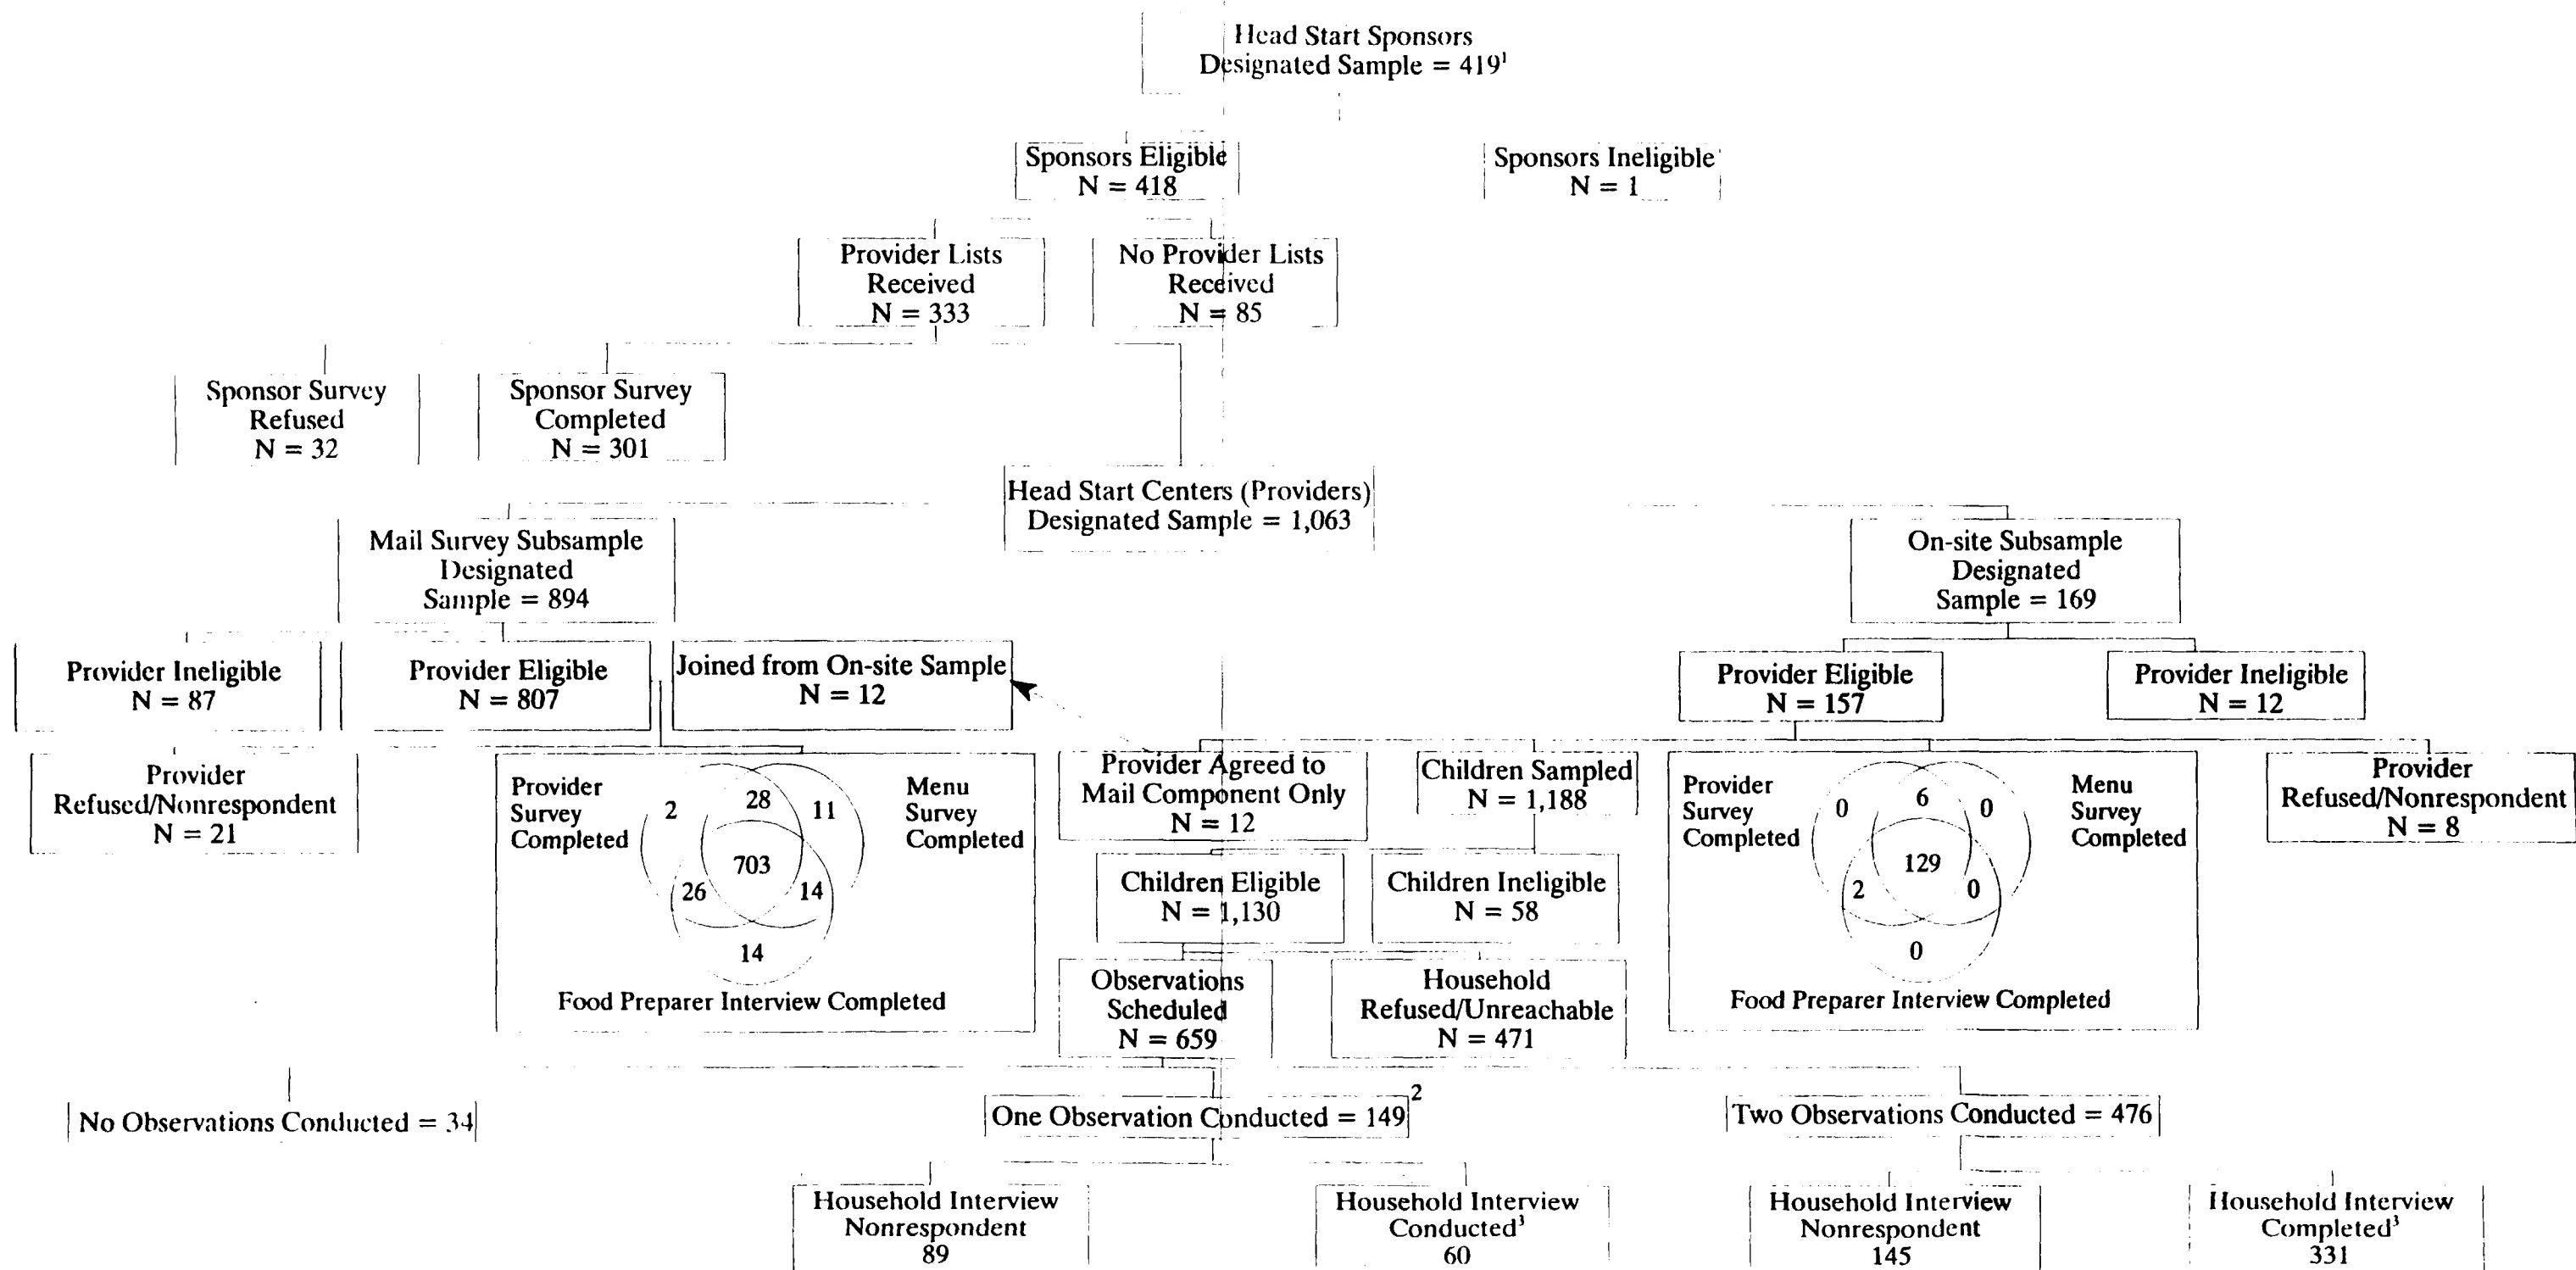 Head Start Sponsors
Designated Sample = 419¹
Sponsors Eligible
N = 418
Sponsors Ineligible
N = 1
Provider Lists
Received
N = 333
No Provider Lists
Received
N = 85
Sponsor Survey
Refused
N = 32
Sponsor Survey
Completed
N = 301
Head Start Centers (Providers)
Designated Sample = 1,063
Mail Survey Subsample
Designated
Sample = 894
On-site Subsample
Designated
Sample = 169
Provider Ineligible
N = 87
Provider Eligible
N = 807
Joined from On-site Sample
N = 12
Provider Eligible
N = 157
Provider Ineligible
N = 12
Provider
Refused/Nonrespondent
N = 21
Provider
Survey
Completed
2
28
11
Menu
Survey
Completed
703
26
14
14
Food Preparer Interview Completed
Provider Agreed to
Mail Component Only
N = 12
Children Sampled
N = 1,188
Children Eligible
N = 1,130
Children Ineligible
N = 58
Observations
Scheduled
N = 659
Household
Refused/Unreachable
N = 471
Provider
Survey
Completed
0
6
0
Menu
Survey
Completed
129
2
0
0
Food Preparer Interview Completed
Provider
Refused/Nonrespondent
N = 8
No Observations Conducted = 34
One Observation Conducted = 149²
Two Observations Conducted = 476
Household Interview
Nonrespondent
89
Household Interview
Conducted³
60
Household Interview
Nonrespondent
145
Household Interview
Completed³
331